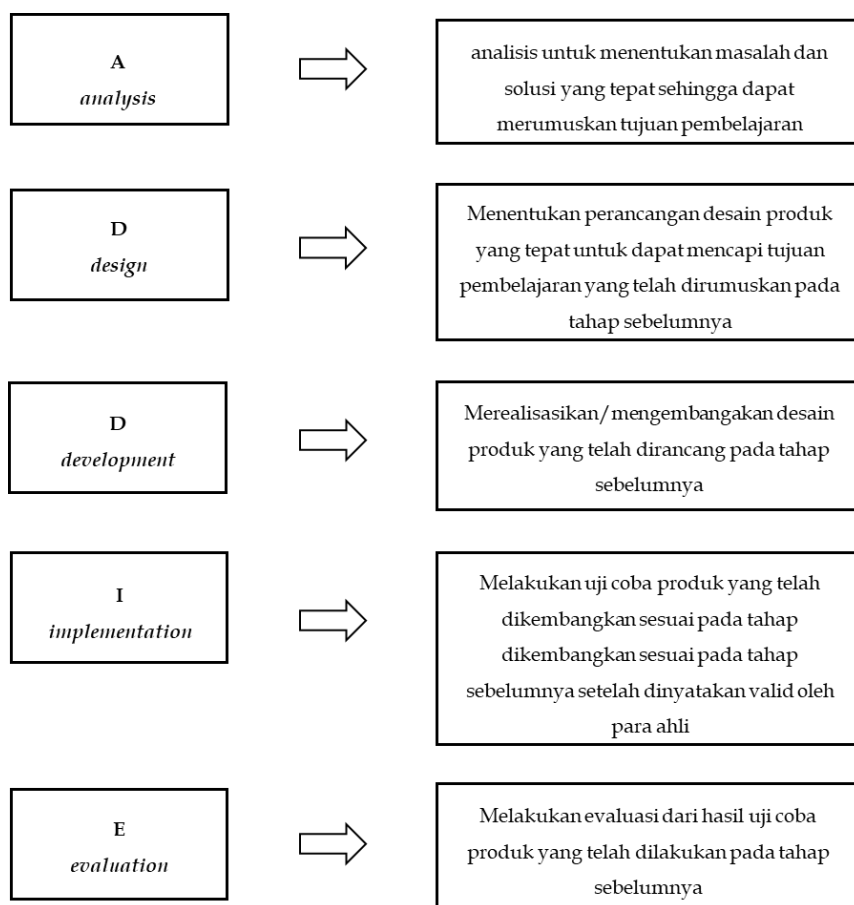 A
analysis
analisis untuk menentukan masalah dan
solusi yang tepat sehingga dapat
merumuskan tujuan pembelajaran
D
design
Menentukan perancangan desain produk
yang tepat untuk dapat mencapi tujuan
pembelajaran yang telah dirumuskan pada
tahap sebelumnya
D
development
Merealisasikan/mengembangakan desain
produk yang telah dirancang pada tahap
sebelumnya
I
implementation
Melakukan uji coba produk yang telah
dikembangkan sesuai pada tahap
dikembangkan sesuai pada tahap
sebelumnya setelah dinyatakan valid oleh
para ahli
E
evaluation
Melakukan evaluasi dari hasil uji coba
produk yang telah dilakukan pada tahap
sebelumnya